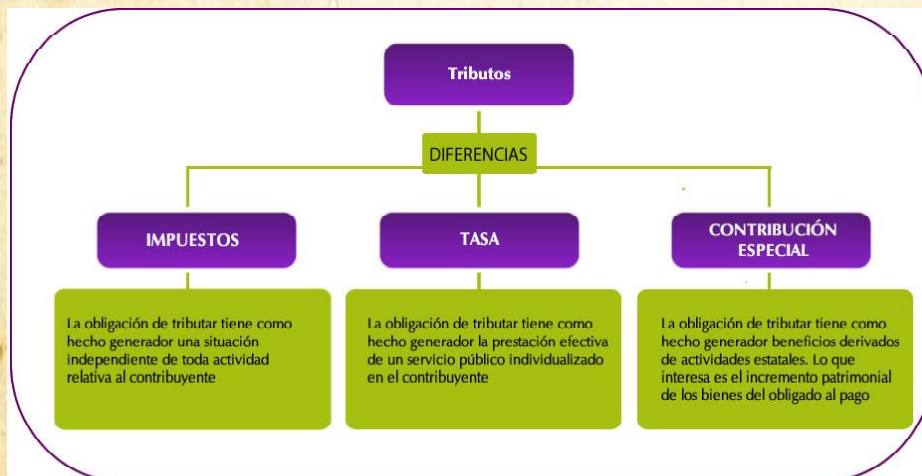 Tributos
DIFERENCIAS
IMPUESTOS
La obligación de tributar tiene como
hecho generador una situación
independiente de toda actividad
relativa al contribuyente
TASA
La obligación de tributar tiene como
hecho generador la prestación efectiva
de un servicio público individualizado
en el contribuyente
CONTRIBUCIÓN
ESPECIAL
La obligación de tributar tiene como
hecho generador beneficios derivados
de actividades estatales. Lo que
interesa es el incremento patrimonial
de los bienes del obligado al pago